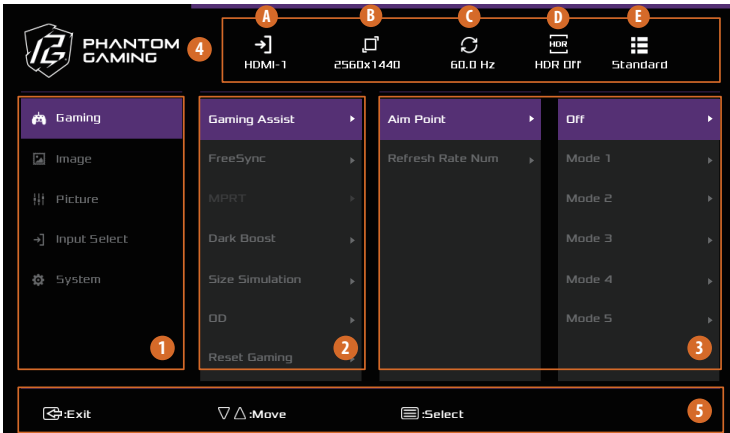 A B C D E
PHANTOM
GAMING
4
HDMI-1 2560x1440 60.0 Hz HDR HDR Off Standard
Gaming Gaming Assist Aim Point Off
Image FreeSync Refresh Rate Num Mode 1
Picture MPRT Mode 2
Input Select Dark Boost Mode 3
System Size Simulation Mode 4
OD Mode 5
1 2 3
Reset Gaming
:Exit :Move :Select 5